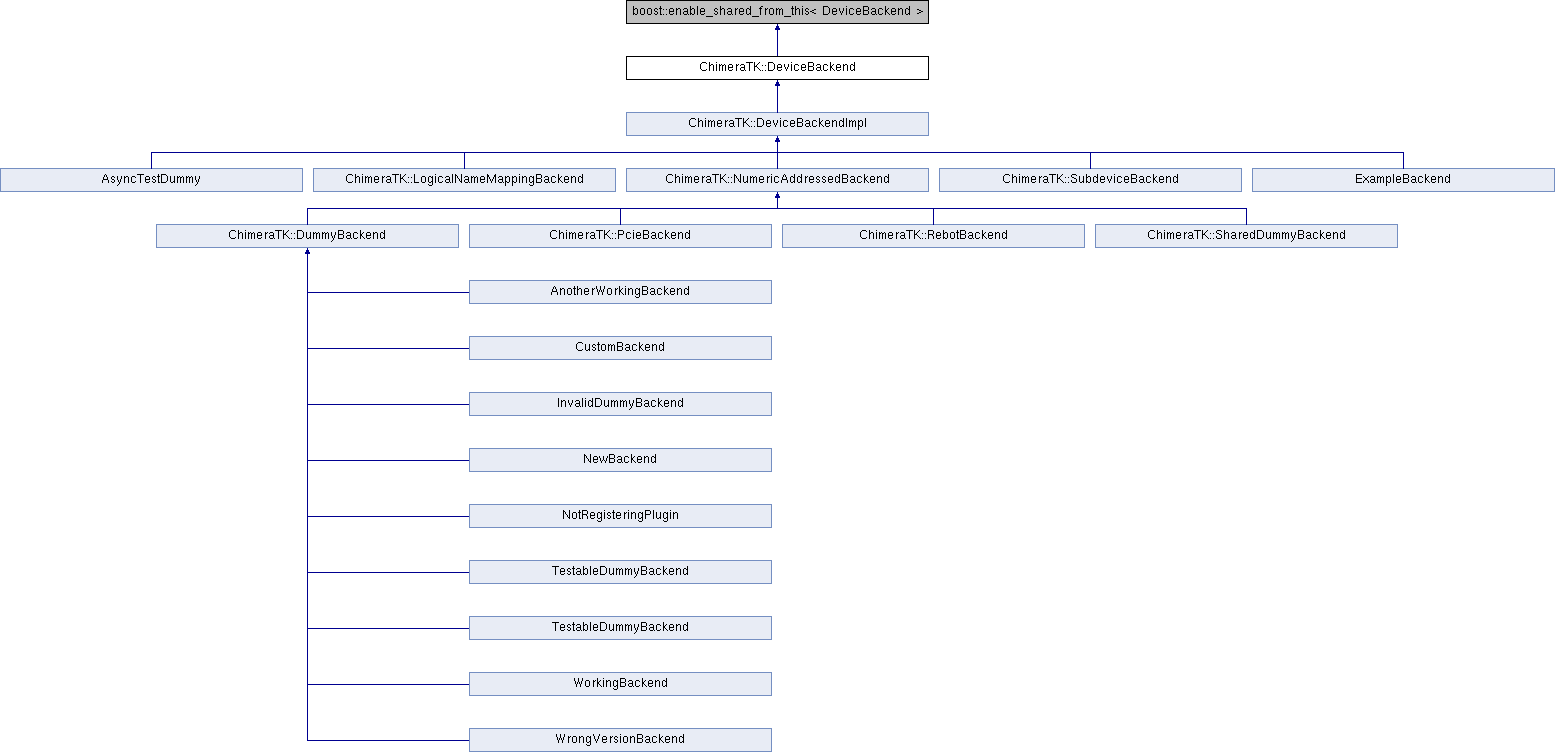 boost::enable_shared_from_this< DeviceBackend >
ChimeraTK::DeviceBackend
ChimeraTK::DeviceBackendImpl
AsyncTestDummy
ChimeraTK::LogicalNameMappingBackend
ChimeraTK::NumericAddressedBackend
ChimeraTK::SubdeviceBackend
ExampleBackend
ChimeraTK::DummyBackend
ChimeraTK::PcieBackend
ChimeraTK::RebotBackend
ChimeraTK::SharedDummyBackend
AnotherWorkingBackend
CustomBackend
InvalidDummyBackend
NewBackend
NotRegisteringPlugin
TestableDummyBackend
TestableDummyBackend
WorkingBackend
WrongVersionBackend